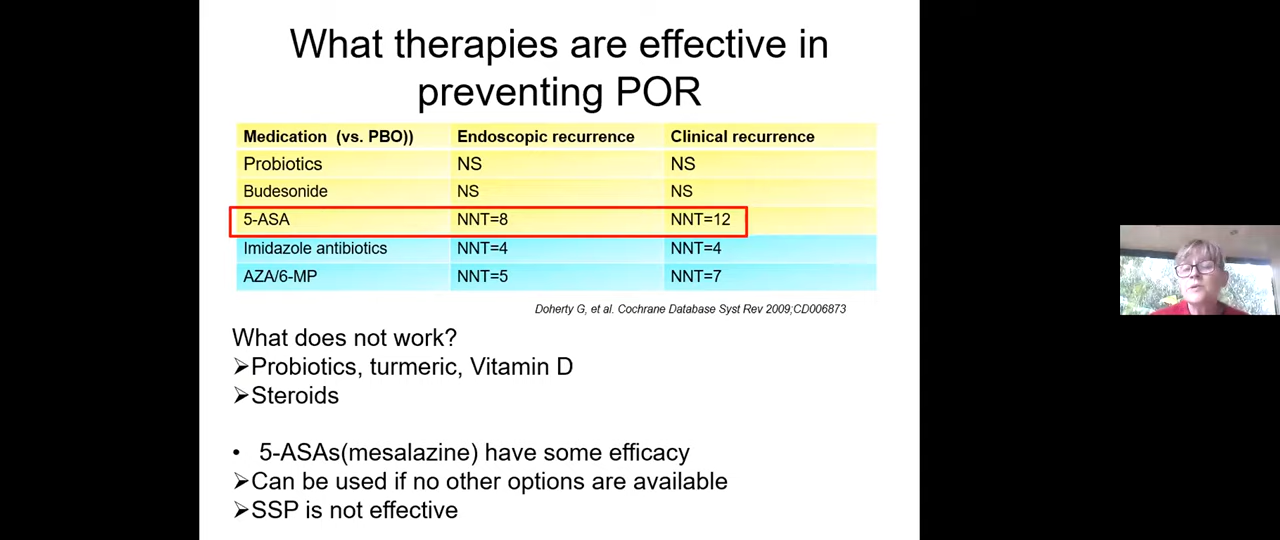 What therapies are effective in
preventing POR
Medication (vs. PBO)) Endoscopic recurrence Clinical recurrence
Probiotics NS NS
Budesonide NS NS
5-ASA NNT=8 NNT=12
Imidazole antibiotics NNT=4 NNT=4
AZA/6-MP NNT=5 NNT=7
Doherty G, et al. Cochrane Database Syst Rev 2009;CD006873
What does not work?
➢Probiotics, turmeric, Vitamin D
➢Steroids
• 5-ASAs(mesalazine) have some efficacy
➢Can be used if no other options are available
➢SSP is not effective